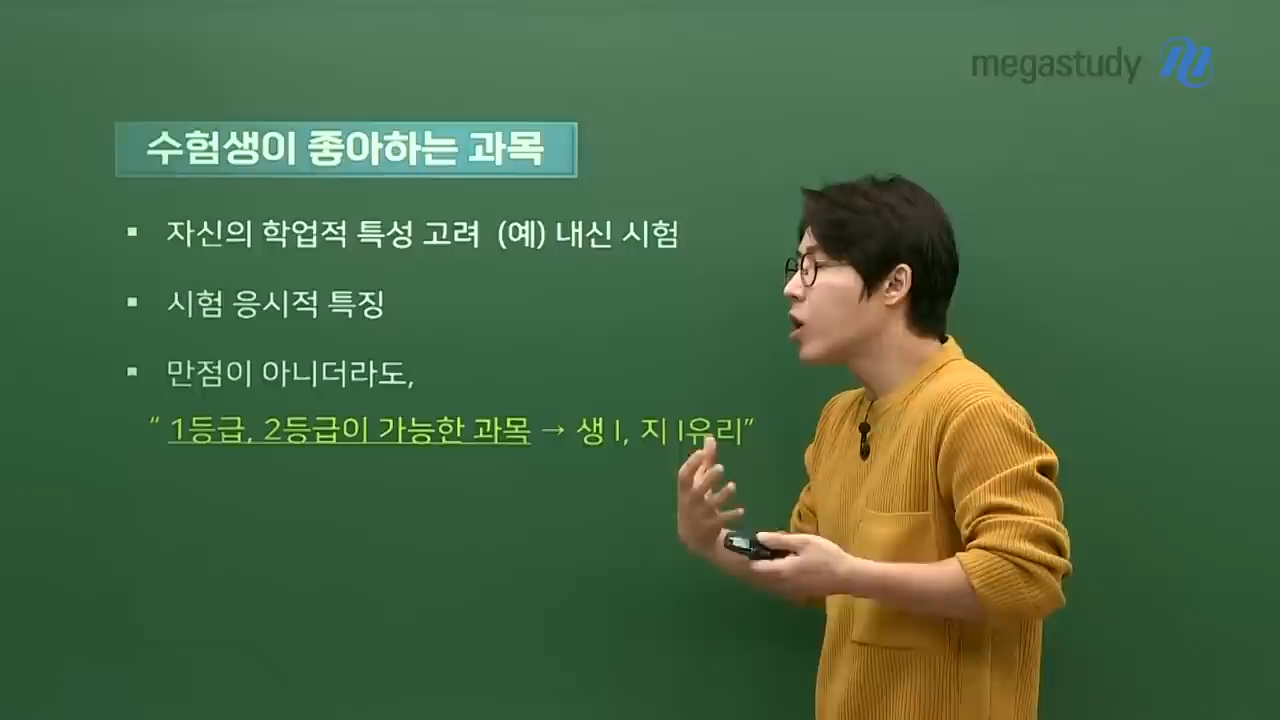 megastudy
수험생이 좋아하는 과목
▪ 자신의 학업적 특성 고려 (예) 내신 시험
▪ 시험 응시적 특징
▪ 만점이 아니더라도,
“ 1등급, 2등급이 가능한 과목 → 생 I, 지 I유리”